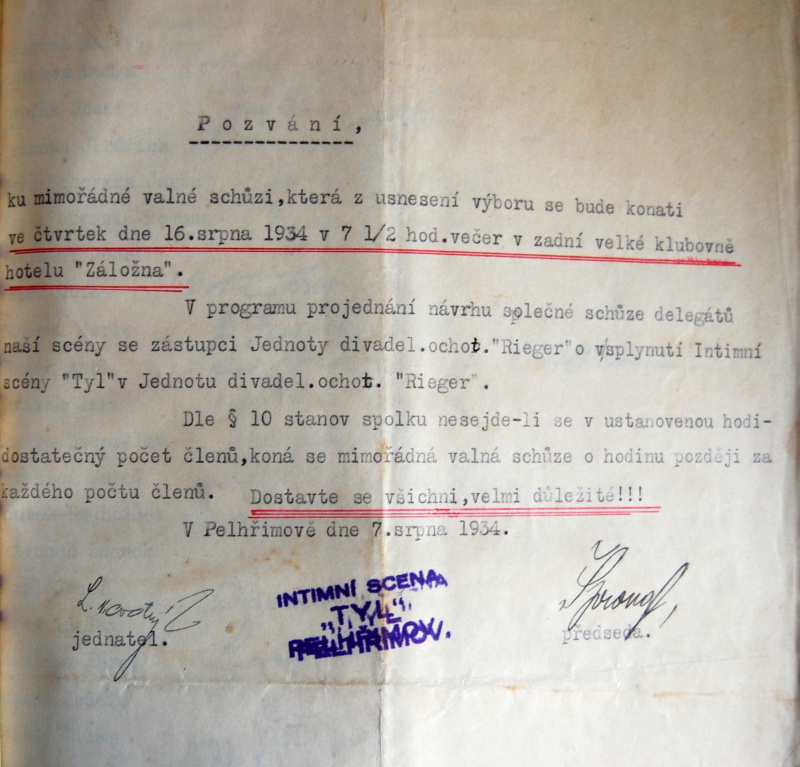 Pozvání,
ku mimořádné valné schůzi,která z usnesení výboru se bude konati
ve čtvrtek dne 16.srpna 1934 v 7 1/2 hod.večer v zadní velké klubovně
hotelu "Záložna".
V programu projednání návrhu splečné schůze delegátů
naší scény se zástupci Jednoty divadel.ochot."Rieger"o vsplynutí Intimní
scény "Tyl"v Jednotu divadel.ochot. "Rieger".
Dle § 10 stanov spolku nesejde-li se v ustanovenou hodi-
dostatečný počet členů,koná se mimořádná valná schůze o hodinu později za
každého počtu členů. Dostavte se všichni,velmi důležité!!!
V Pelhřimově dne 7.srpna 1934.
L. Novotný
jednatel.
INTIMNÍ SCENA
„TYL“
PELHŘIMOV.
předseda.